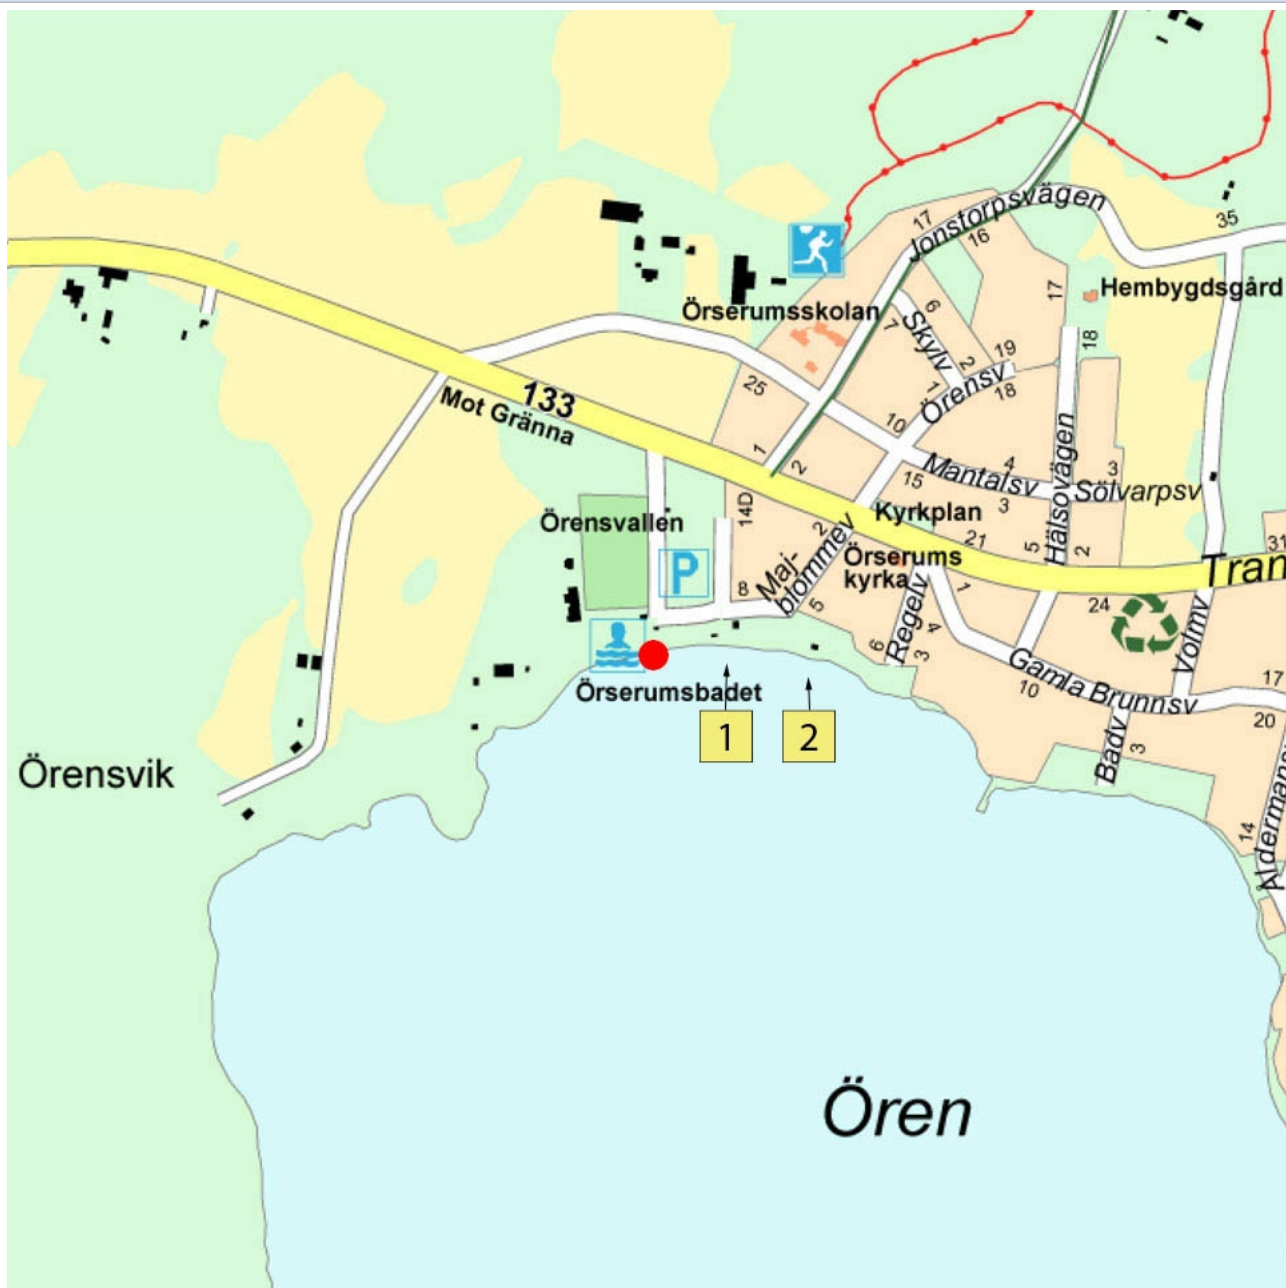 17
Jonstorpsvägen
16
35
17
Hembygdsgård
Örserumsskolan
6
7
Skylv
18
19
2
133
Mot Gränna
25
1
Örensv
18
10
1
2
Mantalsv
4
15
3
Hälsovägen
3
Sölvarpsv
14D
Örensvallen
Kyrkplan
2
21
5
2
31
P
Maj-
blommev
Örserums
kyrka
Tran
8
5
1
24
Regelv
4
6
3
Volmv
Gamla Brunnsv
10
17
20
Örserumsbadet
1
2
Badv
3
Örensvik
14
Åldermans
Ören